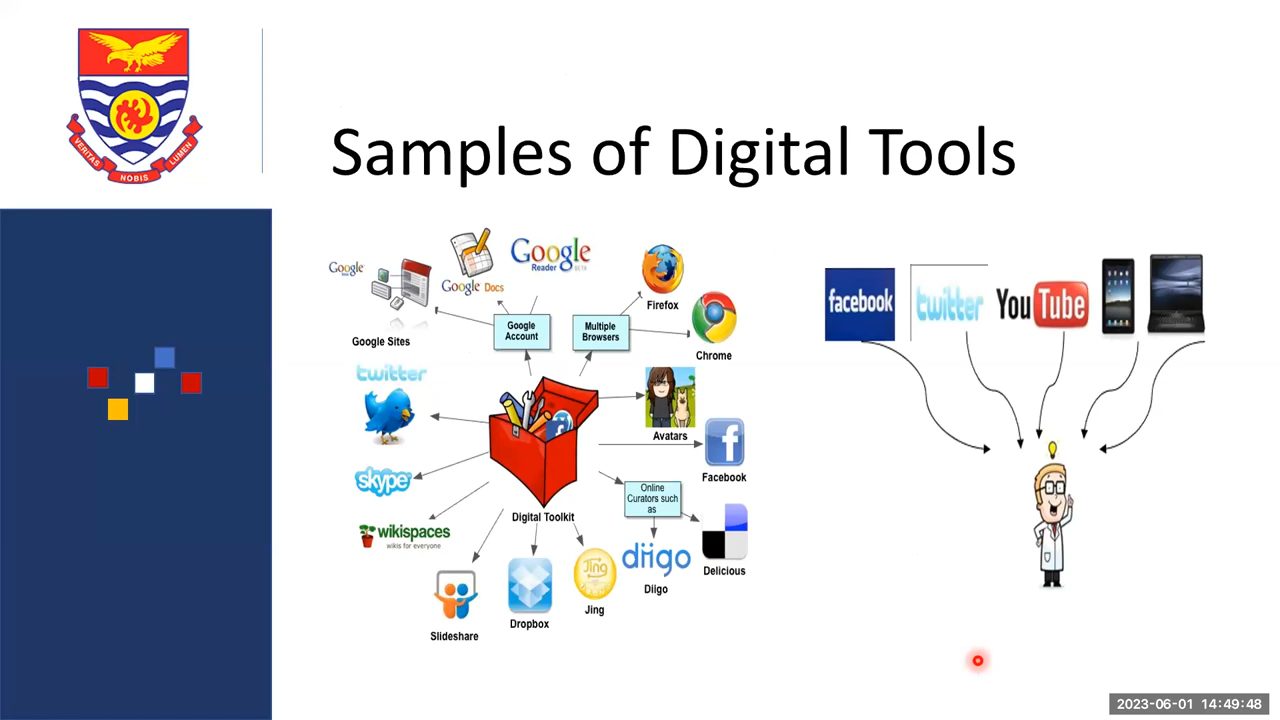 VERITAS
NOBIS
LUMEN
Samples of Digital Tools
Google
Google Sites
Google Docs
Google
Reader BETA
Google
Account
Multiple
Browsers
Firefox
Chrome
twitter
Avatars
Facebook
skype
Online
Curators such
as
wikispaces
wikis for everyone
Digital Toolkit
Slideshare
Dropbox
Jing
Jing
diigo
Diigo
Delicious
facebook
twitter
YouTube
2023-06-01 14:49:48